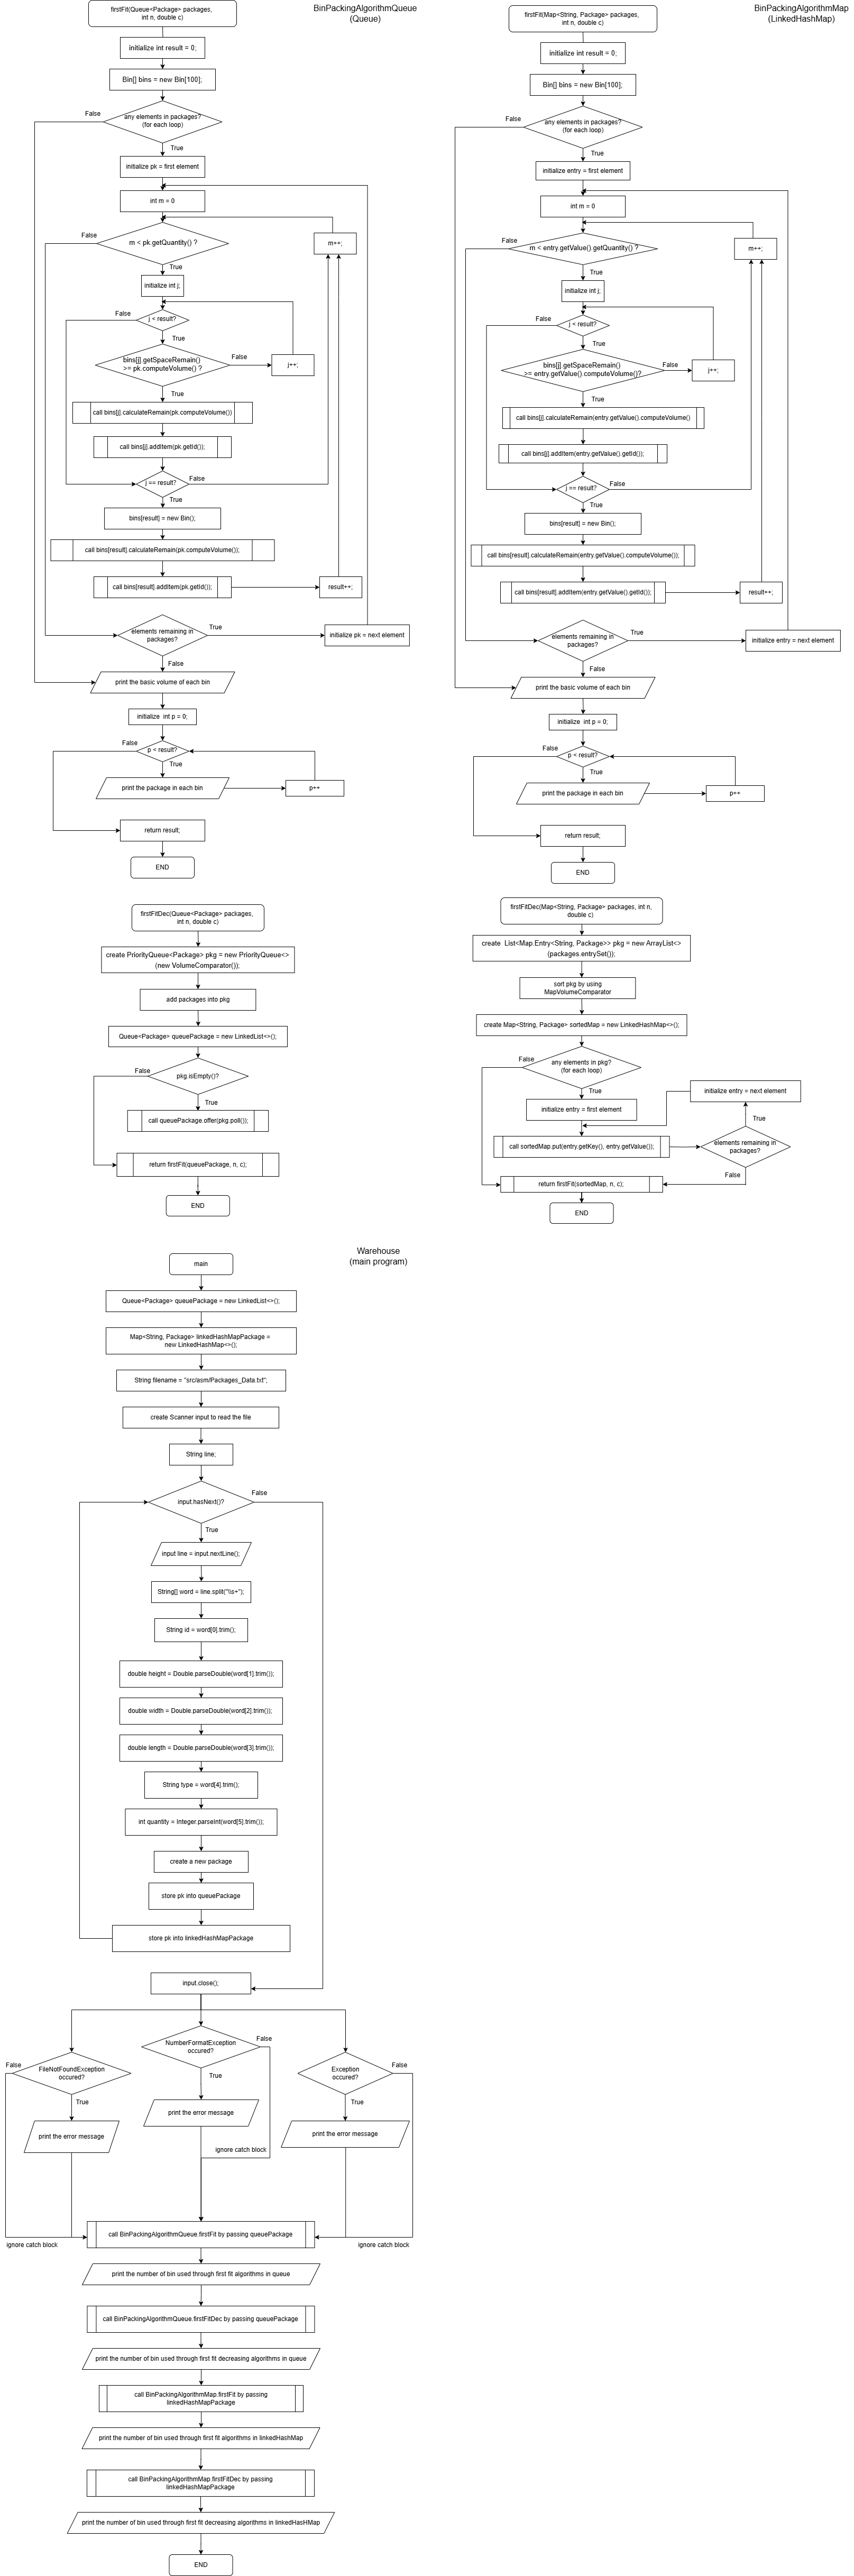 BinPackingAlgorithmQueue
(Queue)
firstFit(Queue<Package> packages,
int n, double c)
initialize int result = 0;
Bin[] bins = new Bin[100];
any elements in packages?
(for each loop)
False
True
initialize pk = first element
int m = 0
m < pk.getQuantity() ?
False
m++;
True
initialize int j;
j < result?
False
True
bins[j].getSpaceRemain()
>= pk.computeVolume() ?
False
j++;
True
call bins[j].calculateRemain(pk.computeVolume())
call bins[j].addItem(pk.getId());
j == result?
False
True
bins[result] = new Bin();
call bins[result].calculateRemain(pk.computeVolume());
call bins[result].addItem(pk.getId());
result++;
elements remaining in
packages?
True
initialize pk = next element
False
print the basic volume of each bin
initialize  int p = 0;
p < result?
False
True
print the package in each bin
p++
return result;
END
BinPackingAlgorithmMap
(LinkedHashMap)
firstFit(Map<String, Package> packages,
int n, double c)
initialize int result = 0;
Bin[] bins = new Bin[100];
any elements in packages?
(for each loop)
False
True
initialize entry = first element
int m = 0
m < entry.getValue().getQuantity() ?
False
m++;
True
initialize int j;
j < result?
False
True
bins[j].getSpaceRemain()
>= entry.getValue().computeVolume()?
False
j++;
True
call bins[j].calculateRemain(entry.getValue().computeVolume()
call bins[j].addItem(entry.getValue().getId());
j == result?
False
True
bins[result] = new Bin();
call bins[result].calculateRemain(entry.getValue().computeVolume());
call bins[result].addItem(entry.getValue().getId());
result++;
elements remaining in
packages?
True
initialize entry = next element
False
print the basic volume of each bin
initialize  int p = 0;
p < result?
False
True
print the package in each bin
p++
return result;
END
firstFitDec(Queue<Package> packages,
int n, double c)
create PriorityQueue<Package> pkg = new PriorityQueue<>
(new VolumeComparator());
add packages into pkg
Queue<Package> queuePackage = new LinkedList<>();
pkg.isEmpty()?
False
True
call queuePackage.offer(pkg.poll());
return firstFit(queuePackage, n, c);
END
firstFitDec(Map<String, Package> packages, int n,
double c)
create  List<Map.Entry<String, Package>> pkg = new ArrayList<>
(packages.entrySet());
sort pkg by using
MapVolumeComparator
create Map<String, Package> sortedMap = new LinkedHashMap<>();
any elements in pkg?
(for each loop)
False
True
initialize entry = first element
initialize entry = next element
True
call sortedMap.put(entry.getKey(), entry.getValue());
elements remaining in
packages?
False
return firstFit(sortedMap, n, c);
END
Warehouse
(main program)
main
Queue<Package> queuePackage = new LinkedList<>();
Map<String, Package> linkedHashMapPackage =
new LinkedHashMap<>();
String filename = "src/asm/Packages_Data.txt";
create Scanner input to read the file
String line;
input.hasNext()?
False
True
input line = input.nextLine();
String[] word = line.split("\\s+");
String id = word[0].trim();
double height = Double.parseDouble(word[1].trim());
double width = Double.parseDouble(word[2].trim());
double length = Double.parseDouble(word[3].trim());
String type = word[4].trim();
int quantity = Integer.parseInt(word[5].trim());
create a new package
store pk into queuePackage
store pk into linkedHashMapPackage
input.close();
False
FileNotFoundException
occured?
True
print the error message
NumberFormatException
occured?
False
True
print the error message
ignore catch block
Exception
occured?
False
True
print the error message
ignore catch block
ignore catch block
call BinPackingAlgorithmQueue.firstFit by passing queuePackage
print the number of bin used through first fit algorithms in queue
call BinPackingAlgorithmQueue.firstFitDec by passing queuePackage
print the number of bin used through first fit decreasing algorithms in queue
call BinPackingAlgorithmMap.firstFit by passing
linkedHashMapPackage
print the number of bin used through first fit algorithms in linkedHashMap
call BinPackingAlgorithmMap.firstFitDec by passing
linkedHashMapPackage
print the number of bin used through first fit decreasing algorithms in linkedHasHMap
END